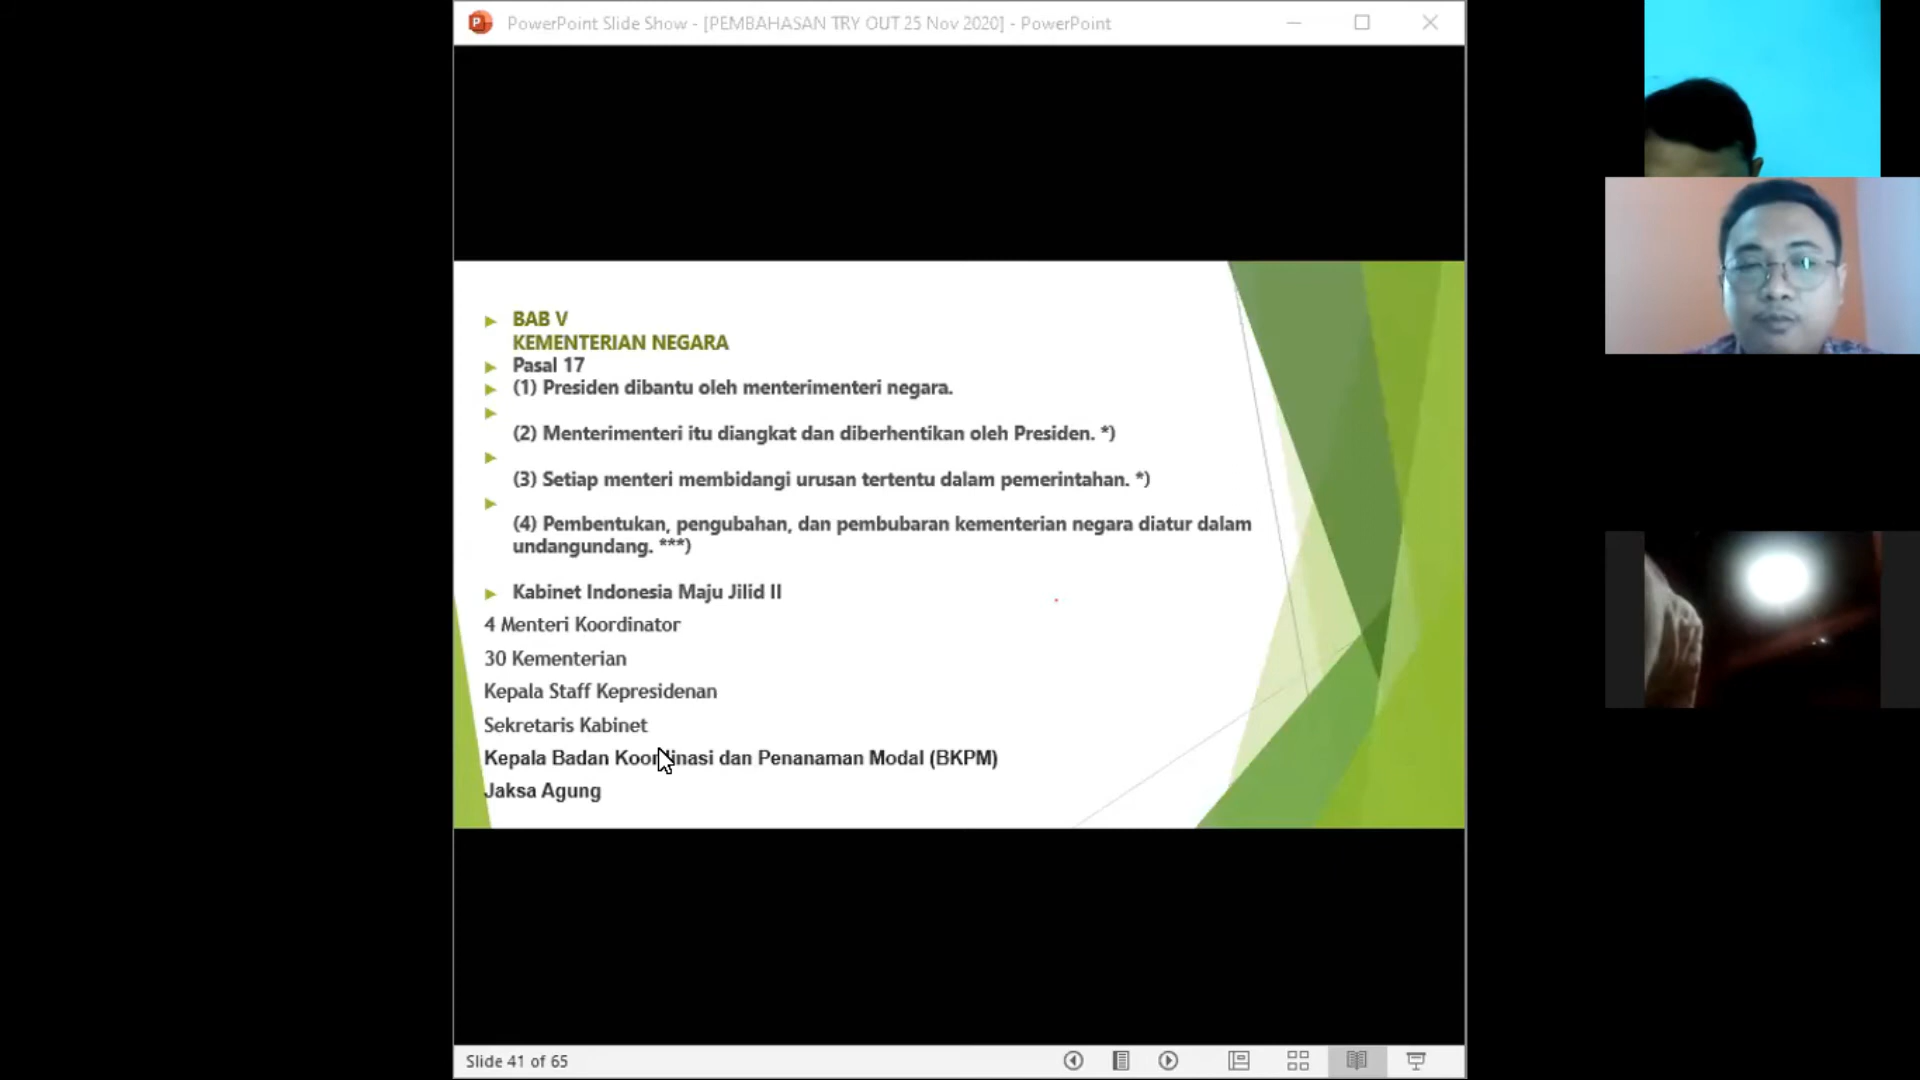 PowerPoint Slide Show - [PEMBAHASAN TRY OUT 25 Nov 2020] - PowerPoint
BAB V
KEMENTERIAN NEGARA
Pasal 17
(1) Presiden dibantu oleh menterimenteri negara.
(2) Menterimenteri itu diangkat dan diberhentikan oleh Presiden. *)
(3) Setiap menteri membidangi urusan tertentu dalam pemerintahan. *)
(4) Pembentukan, pengubahan, dan pembubaran kementerian negara diatur dalam
undangundang. ***)
Kabinet Indonesia Maju Jilid II
4 Menteri Koordinator
30 Kementerian
Kepala Staff Kepresidenan
Sekretaris Kabinet
Kepala Badan Koordinasi dan Penanaman Modal (BKPM)
Jaksa Agung
Slide 41 of 65